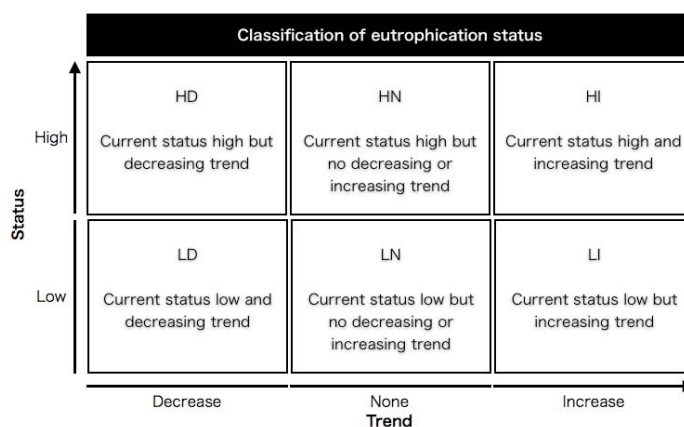 Classification of eutrophication status
HD
Current status high but
decreasing trend
HN
Current status high but
no decreasing or
increasing trend
HI
Current status high and
increasing trend
High
Status
LD
Current status low and
decreasing trend
LN
Current status low but
no decreasing or
increasing trend
LI
Current status low but
increasing trend
Low
Decrease
None
Increase
Trend